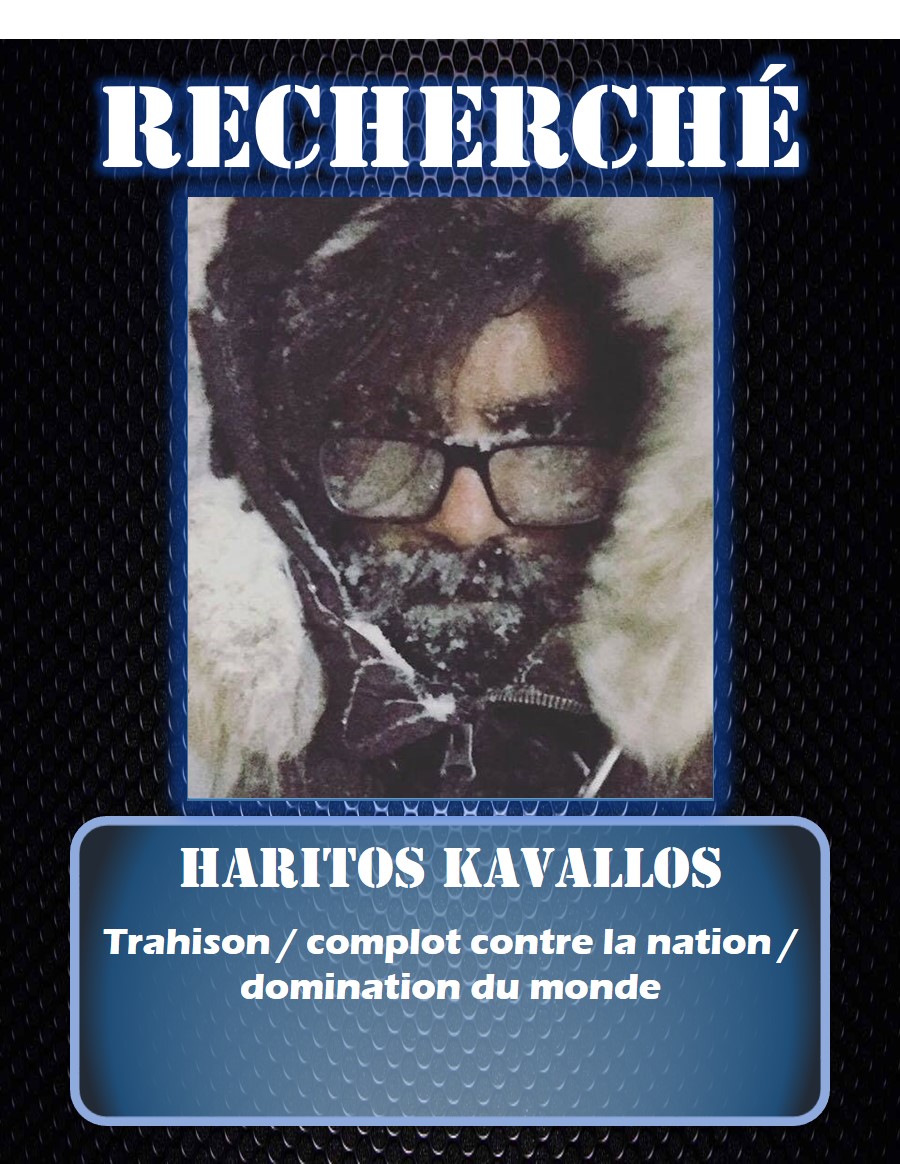 RECHERCHÉ
HARITOS KAVALLOS
Trahison / complot contre la nation /
domination du monde